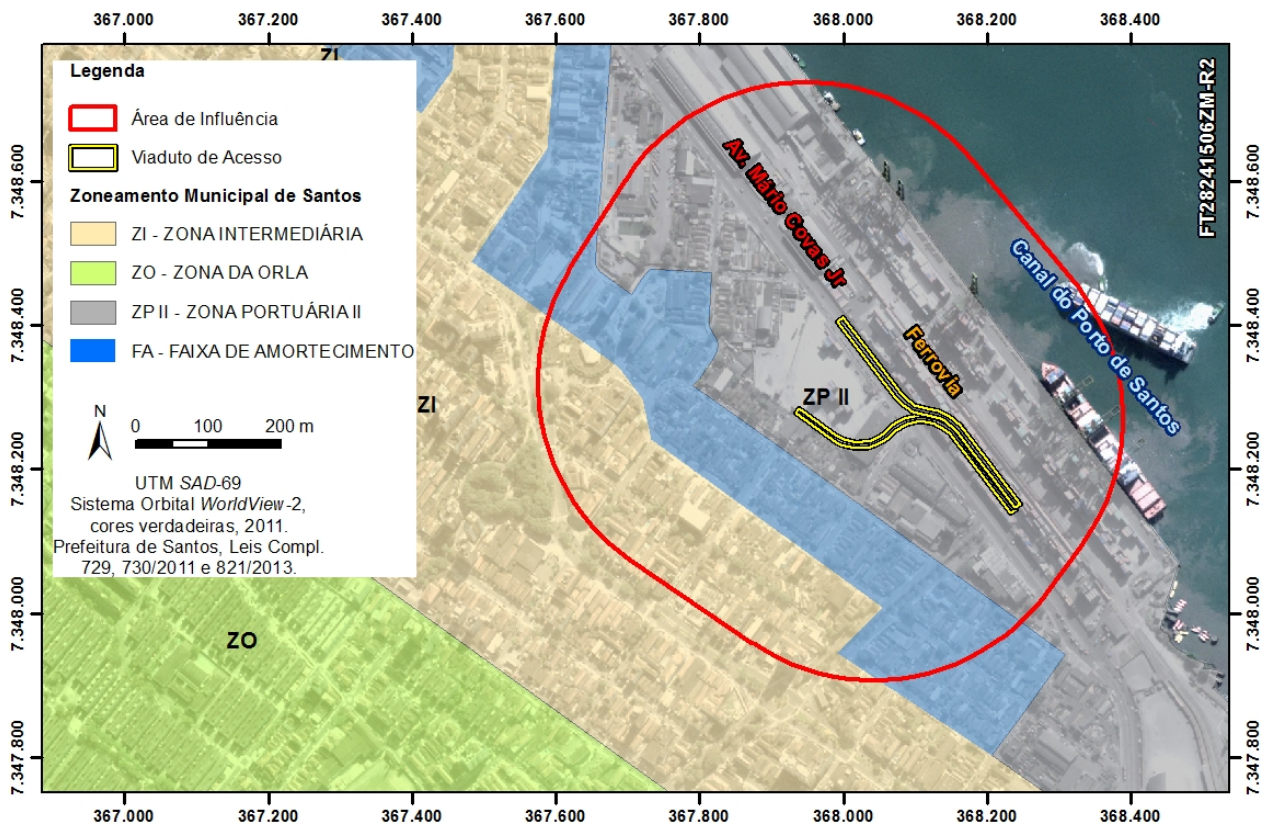 367.000 367.200 367.400 367.600 367.800 368.000 368.200 368.400
ZI
Legenda
Área de Influência
Viaduto de Acesso
Zoneamento Municipal de Santos
ZI - ZONA INTERMEDIÁRIA
ZO - ZONA DA ORLA
ZP II - ZONA PORTUÁRIA II
FA - FAIXA DE AMORTECIMENTO
N
0 100 200 m
UTM SAD-69
Sistema Orbital WorldView-2,
cores verdadeiras, 2011.
Prefeitura de Santos, Leis Compl.
729, 730/2011 e 821/2013.
FT28241506ZM-R2
Av. Mário Covas Jr
Canal do Porto de Santos
Ferrovia
ZP II
ZI
ZO
7.348.600
7.348.400
7.348.200
7.348.000
7.347.800
7.348.600
7.348.400
7.348.200
7.348.000
7.347.800
367.000 367.200 367.400 367.600 367.800 368.000 368.200 368.400